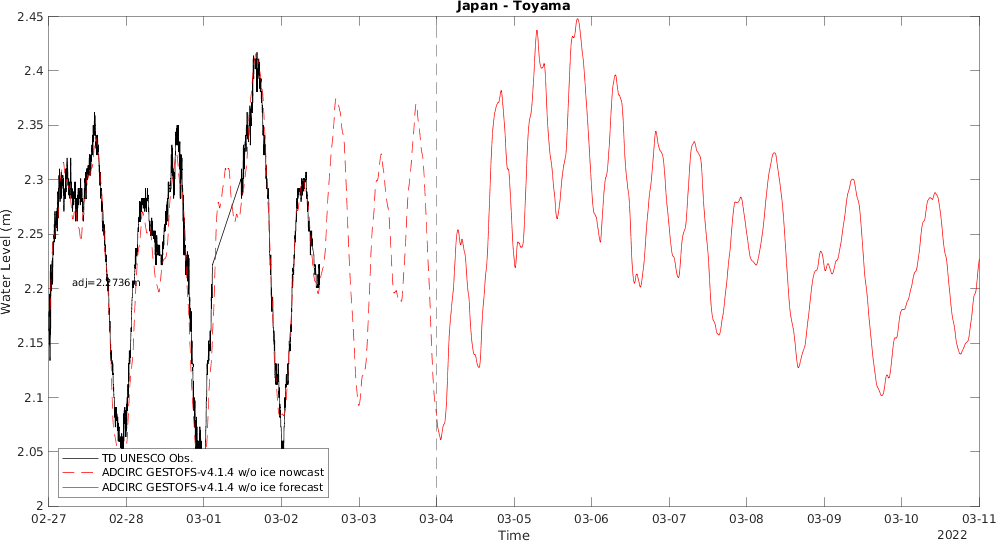 Japan - Toyama
Water Level (m)
2.45
2.4
2.35
2.3
2.25
2.2
2.15
2.1
2.05
2
adj=2.2736 m
TD UNESCO Obs.
ADCIRC GESTOFS-v4.1.4 w/o ice nowcast
ADCIRC GESTOFS-v4.1.4 w/o ice forecast
02-27 02-28 03-01 03-02 03-03 03-04 03-05 03-06 03-07 03-08 03-09 03-10 03-11
Time
2022